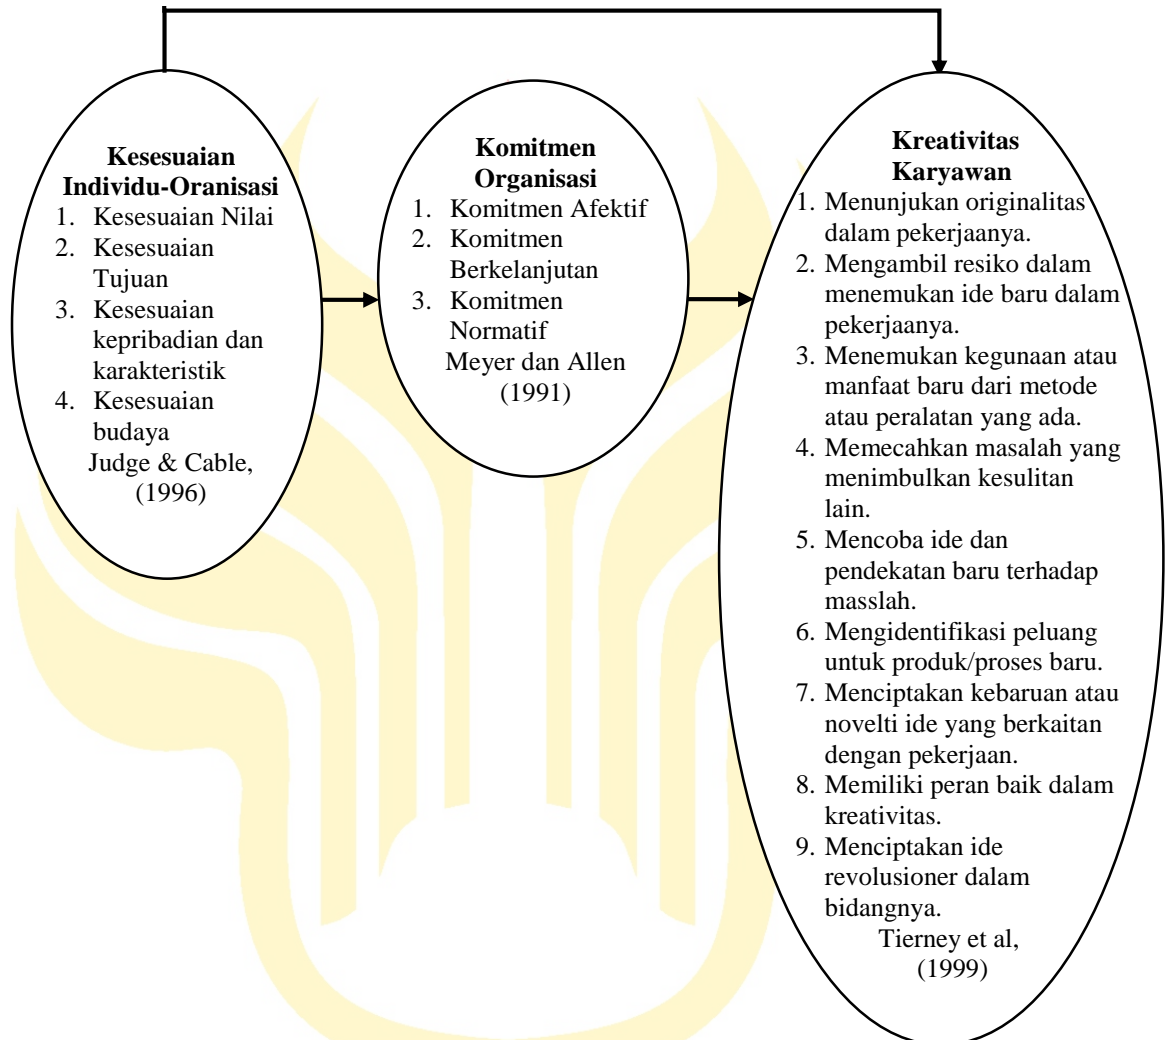 Kesesuaian
Individu-Oranisasi
1. Kesesuaian Nilai
2. Kesesuaian
Tujuan
3. Kesesuaian
kepribadian dan
karakteristik
4. Kesesuaian
budaya
Judge & Cable,
(1996)
Komitmen
Organisasi
1. Komitmen Afektif
2. Komitmen
Berkelanjutan
3. Komitmen
Normatif
Meyer dan Allen
(1991)
Kreativitas
Karyawan
1. Menunjukan originalitas
dalam pekerjaanya.
2. Mengambil resiko dalam
menemukan ide baru dalam
pekerjaanya.
3. Menemukan kegunaan atau
manfaat baru dari metode
atau peralatan yang ada.
4. Memecahkan masalah yang
menimbulkan kesulitan
lain.
5. Mencoba ide dan
pendekatan baru terhadap
masslah.
6. Mengidentifikasi peluang
untuk produk/proses baru.
7. Menciptakan kebaruan atau
novelti ide yang berkaitan
dengan pekerjaan.
8. Memiliki peran baik dalam
kreativitas.
9. Menciptakan ide
revolusioner dalam
bidangnya.
Tierney et al,
(1999)